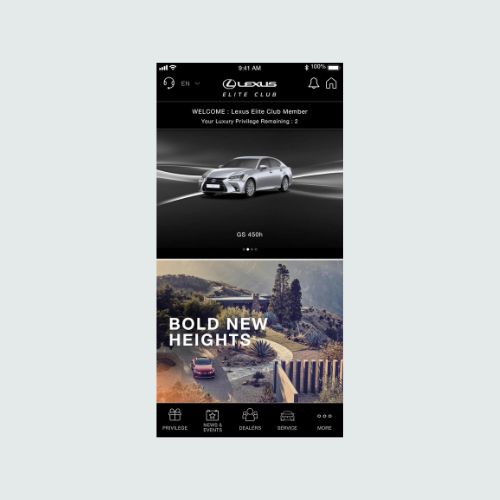 9:41 AM
100%
EN
LEXUS
ELITE CLUB
WELCOME : Lexus Elite Club Member
Your Luxury Privilege Remaining : 2
GS 450h
BOLD NEW
HEIGHTS
PRIVILEGE
NEWS &
EVENTS
DEALERS
SERVICE
MORE